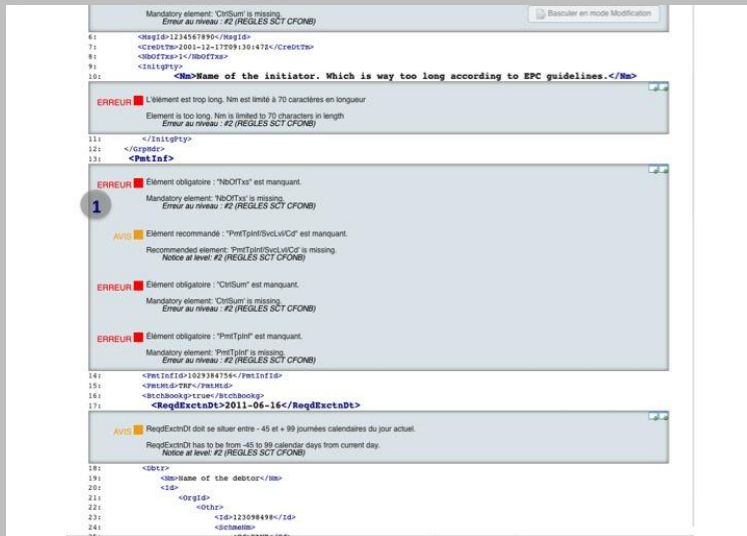 Mandatory element: 'CtrlSum' is missing.
Erreur au niveau : #2 (REGLES SCT CFONB)
Basculer en mode Modification
6: <MsgId>1234567890</MsgId>
7: <CreDtTm>2001-12-17T09:30:47Z</CreDtTm>
8: <NbOfTxs>1</NbOfTxs>
9: <InitgPty>
10: <Nm>Name of the initiator. Which is way too long according to EPC guidelines.</Nm>
ERREUR L'élément est trop long. Nm est limité à 70 caractères en longueur
Element is too long. Nm is limited to 70 characters in length
Erreur au niveau : #2 (REGLES SCT CFONB)
11: </InitgPty>
12: </GrpHdr>
13: <PmtInf>
ERREUR Elément obligatoire : "NbOfTxs" est manquant.
1
Mandatory element: 'NbOfTxs' is missing.
Erreur au niveau : #2 (REGLES SCT CFONB)
AVIS Elément recommandé : "PmtTpInf/SvcLvl/Cd" est manquant.
Recommended element: 'PmtTpInf/SvcLvl/Cd' is missing.
Notice at level: #2 (REGLES SCT CFONB)
ERREUR Elément obligatoire : "CtrlSum" est manquant.
Mandatory element: 'CtrlSum' is missing.
Erreur au niveau : #2 (REGLES SCT CFONB)
ERREUR Elément obligatoire : "PmtTpInf" est manquant.
Mandatory element: 'PmtTpInf' is missing.
Erreur au niveau : #2 (REGLES SCT CFONB)
14: <PmtInfId>1029384756</PmtInfId>
15: <PmtMtd>TRF</PmtMtd>
16: <BtchBookg>true</BtchBookg>
17: <ReqdExctnDt>2011-06-16</ReqdExctnDt>
AVIS ReqdExctnDt doit se situer entre - 45 et + 99 journées calendaires du jour actuel.
ReqdExctnDt has to be from -45 to 99 calendar days from current day.
Notice at level: #2 (REGLES SCT CFONB)
18: <Dbtr>
19: <Nm>Name of the debtor</Nm>
20: <Id>
21: <OrgId>
22: <Othr>
23: <Id>123098498</Id>
24: <SchmeNm>